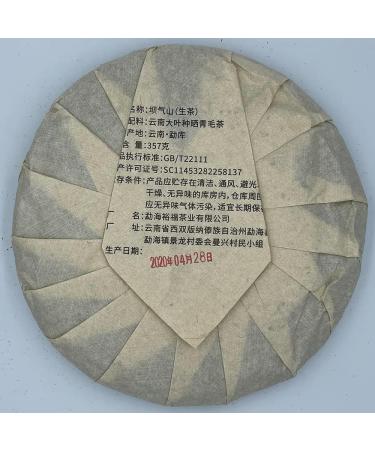 名称:坝气山(生茶)
配料:云南大叶种晒青毛茶
产地:云南·勐库
含 量:357克
品执行标准:GB/T22111
产许可证号:SC11453282258137
存条件:产品应贮存在清洁、通风、避光、
干燥、无异味的库房内,仓库周围
应无异味气体污染,适宜长期保
厂 名:勐海裕福茶业有限公司
厂 址:云南省西双版纳傣族自治州勐海
勐海镇景龙村委会曼兴村民小组
生产日期:
2020年04月28日